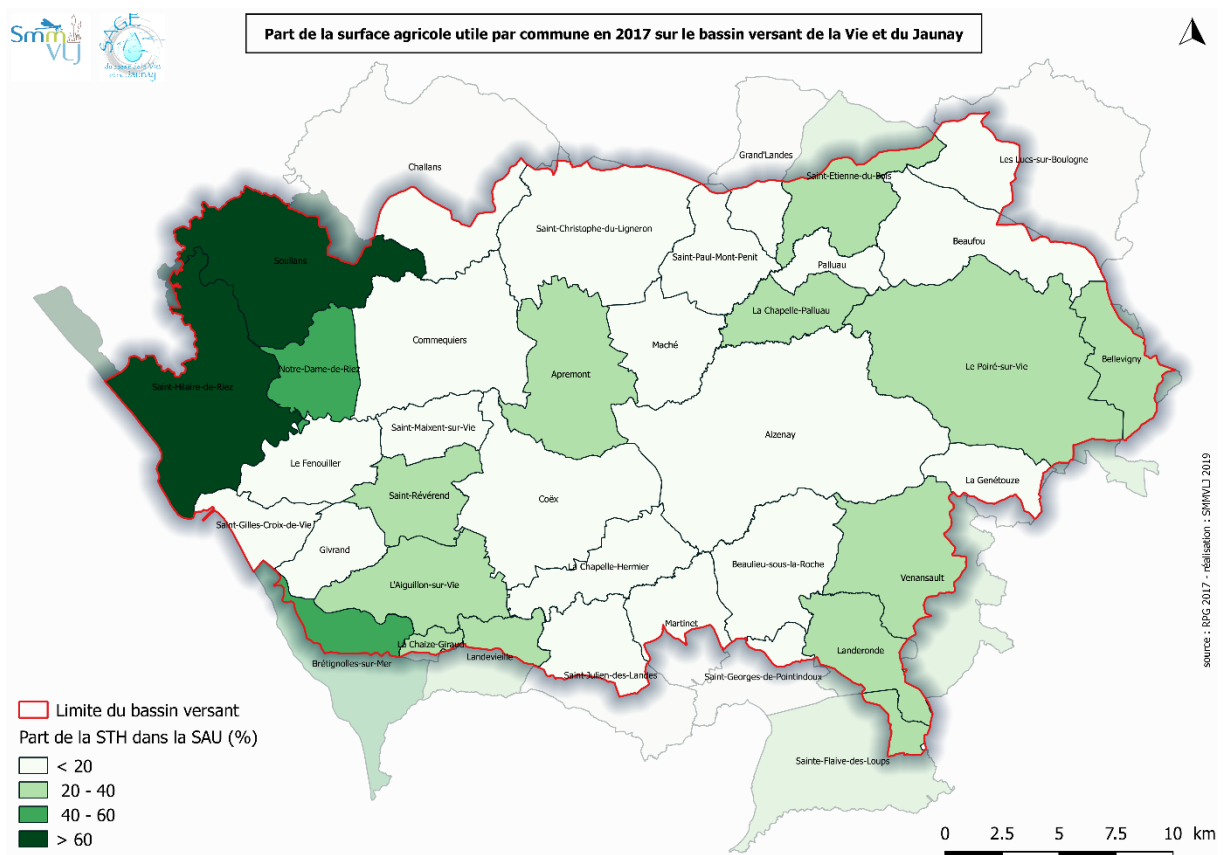 Smm
VLJ
SAGE
Part de la surface agricole utile par commune en 2017 sur le bassin versant de la Vie et du Jaunay
Challans
Grand'Landes
Les Lucs-sur-Boulogne
Saint-Etienne-du-Bois
Saint-Christophe-du-Ligneron
Beaufou
Saint-Paul-Mont-Penit
Soullans
Palluau
La Chapelle-Palluau
Commequiers
Maché
Bellevigny
Le Poiré-sur-Vie
Notre-Dame-de-Riez
Apremont
Saint-Hilaire-de-Riez
Saint-Maixent-sur-Vie
Aizenay
Le Fenouiller
La Genétouze
Saint-Révérend
Coëx
Saint-Gilles-Croix-de-Vie
Givrand
La Chapelle-Hermier
Beaulieu-sous-la-Roche
Venansault
L'Aiguillon-sur-Vie
Martinet
La Chaize-Giraud
Landeronde
Landevieille
Brétignolles-sur-Mer
Saint-Julien-des-Landes
Saint-Georges-de-Pointindoux
Sainte-Flaive-des-Loups
Limite du bassin versant
Part de la STH dans la SAU (%)
< 20
20 - 40
40 - 60
> 60
0 2.5 5 7.5 10 km
source : RPG 2017 - réalisation : SMMVLJ 2019